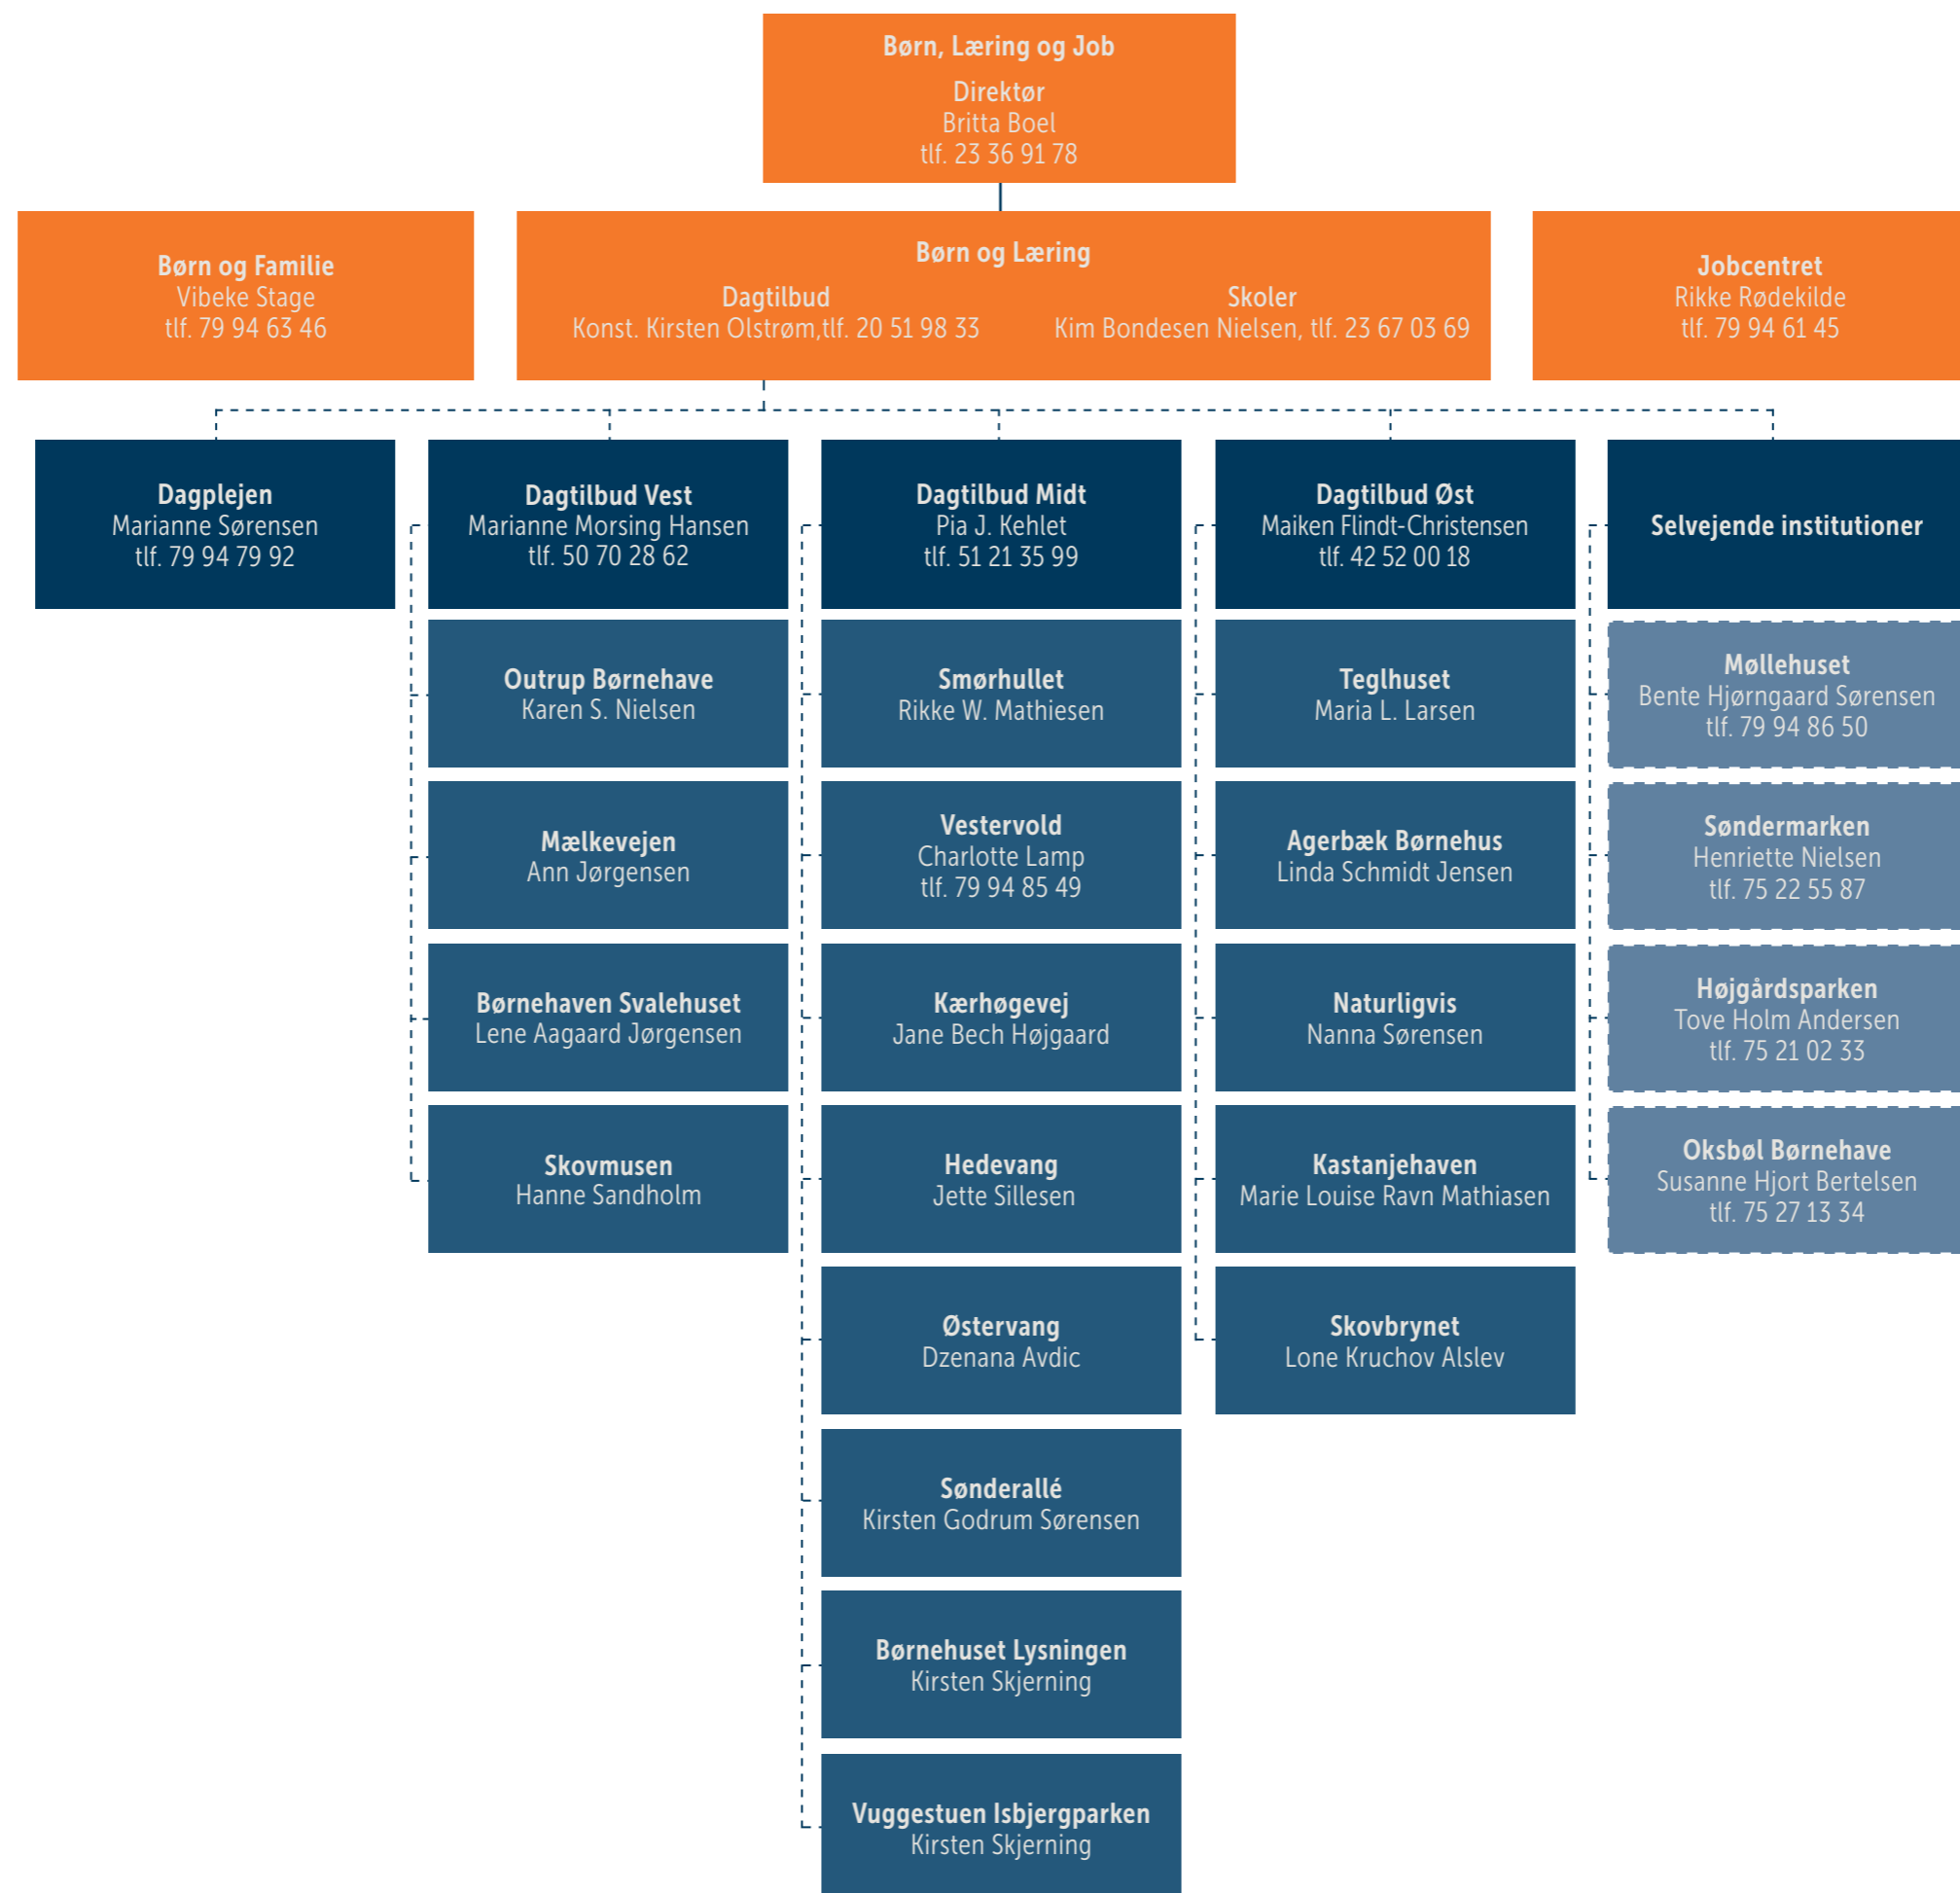 Børn, Læring og Job
Direktør
Britta Boel
tlf. 23 36 91 78
Børn og Familie
Vibeke Stage
tlf. 79 94 63 46
Børn og Læring
Dagtilbud
Konst. Kirsten Olstrøm,tlf. 20 51 98 33
Skoler
Kim Bondesen Nielsen, tlf. 23 67 03 69
Jobcentret
Rikke Rødekilde
tlf. 79 94 61 45
Dagplejen
Marianne Sørensen
tlf. 79 94 79 92
Dagtilbud Vest
Marianne Morsing Hansen
tlf. 50 70 28 62
Outrup Børnehave
Karen S. Nielsen
Mælkevejen
Ann Jørgensen
Børnehaven Svalehuset
Lene Aagaard Jørgensen
Skovmusen
Hanne Sandholm
Dagtilbud Midt
Pia J. Kehlet
tlf. 51 21 35 99
Smørhullet
Rikke W. Mathiesen
Vestervold
Charlotte Lamp
tlf. 79 94 85 49
Kærhøgevej
Jane Bech Højgaard
Hedevang
Jette Sillesen
Østervang
Dzenana Avdic
Sønderallé
Kirsten Godrum Sørensen
Børnehuset Lysningen
Kirsten Skjerning
Vuggestuen Isbjergparken
Kirsten Skjerning
Dagtilbud Øst
Maiken Flindt-Christensen
tlf. 42 52 00 18
Teglhuset
Maria L. Larsen
Agerbæk Børnehus
Linda Schmidt Jensen
Naturligvis
Nanna Sørensen
Kastanjehaven
Marie Louise Ravn Mathiasen
Skovbrynet
Lone Kruchov Alslev
Selvejende institutioner
Møllehuset
Bente Hjørngaard Sørensen
tlf. 79 94 86 50
Søndermarken
Henriette Nielsen
tlf. 75 22 55 87
Højgårdsparken
Tove Holm Andersen
tlf. 75 21 02 33
Oksbøl Børnehave
Susanne Hjort Bertelsen
tlf. 75 27 13 34